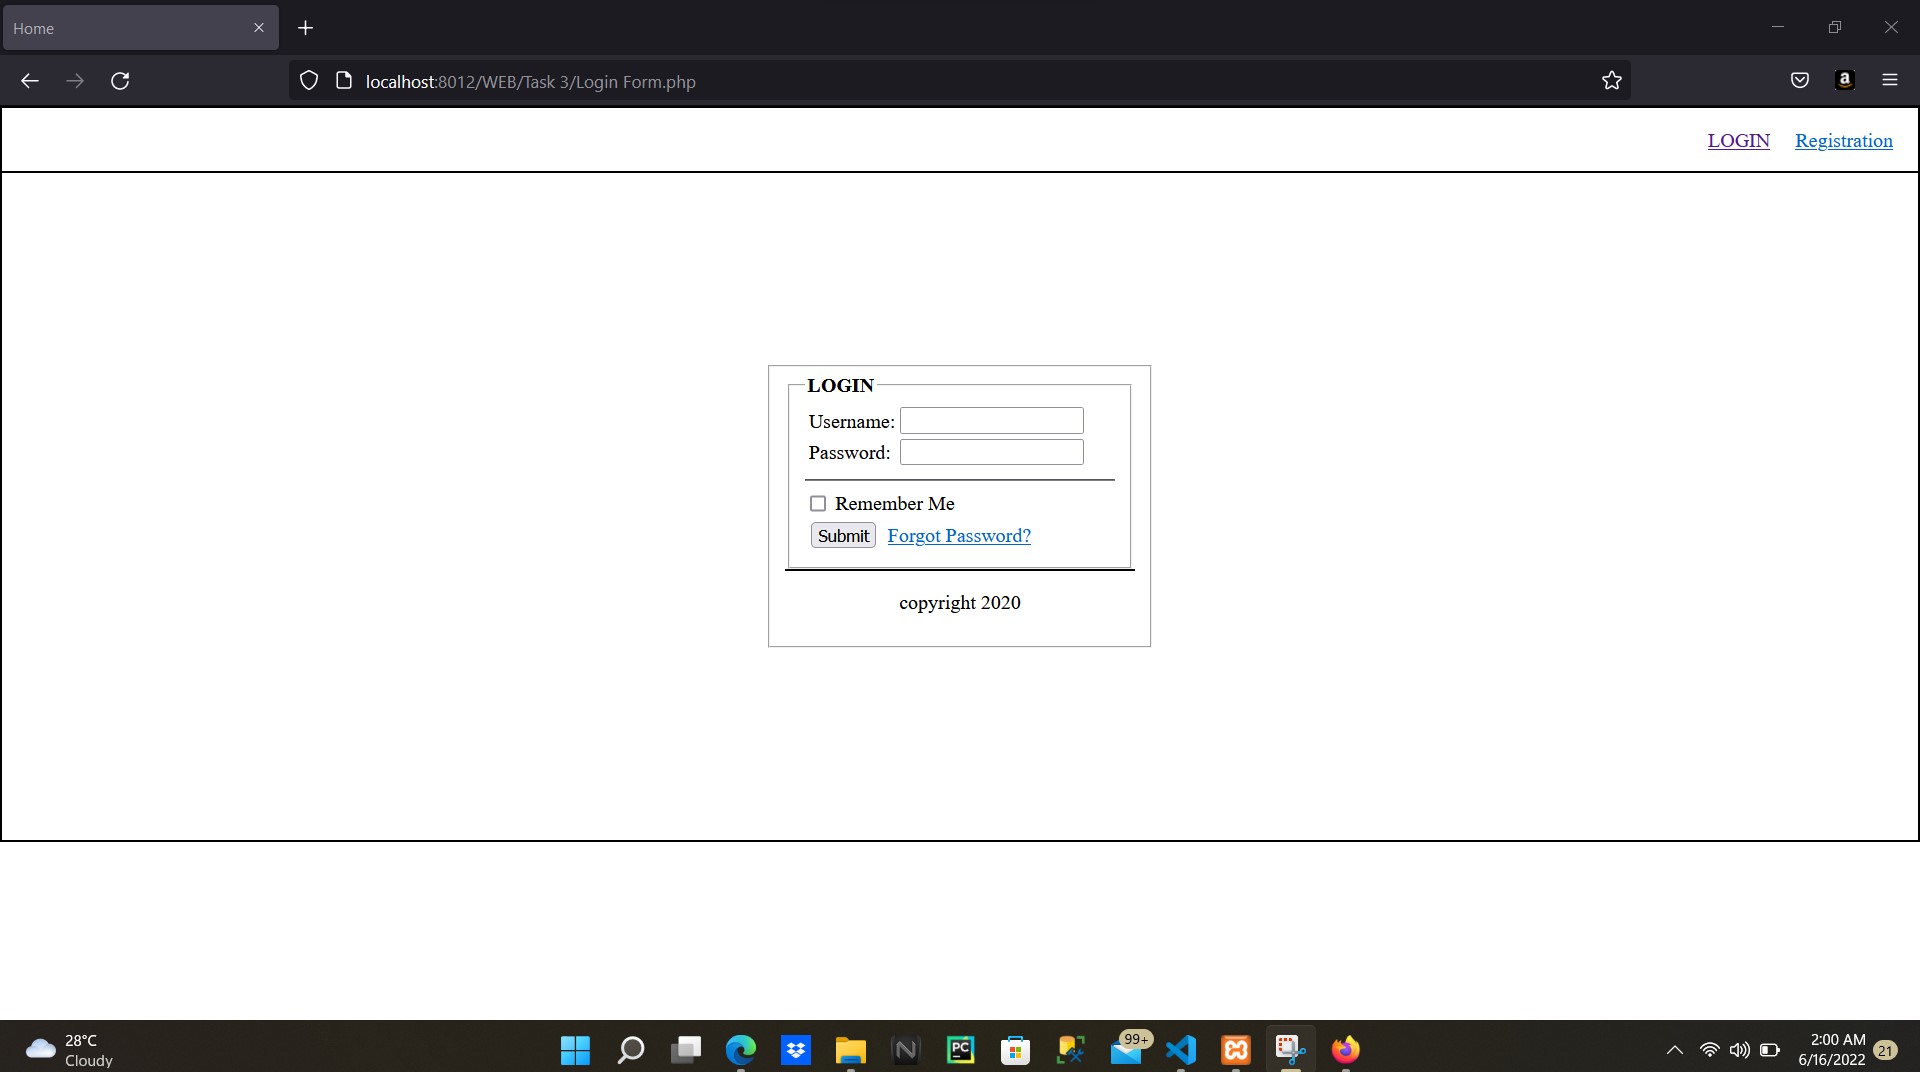 Home
localhost:8012/WEB/Task 3/Login Form.php
LOGIN Registration
LOGIN
Username:
Password:
Remember Me
Submit Forgot Password?
copyright 2020
28°C
Cloudy
PC
99+
2:00 AM
6/16/2022
21